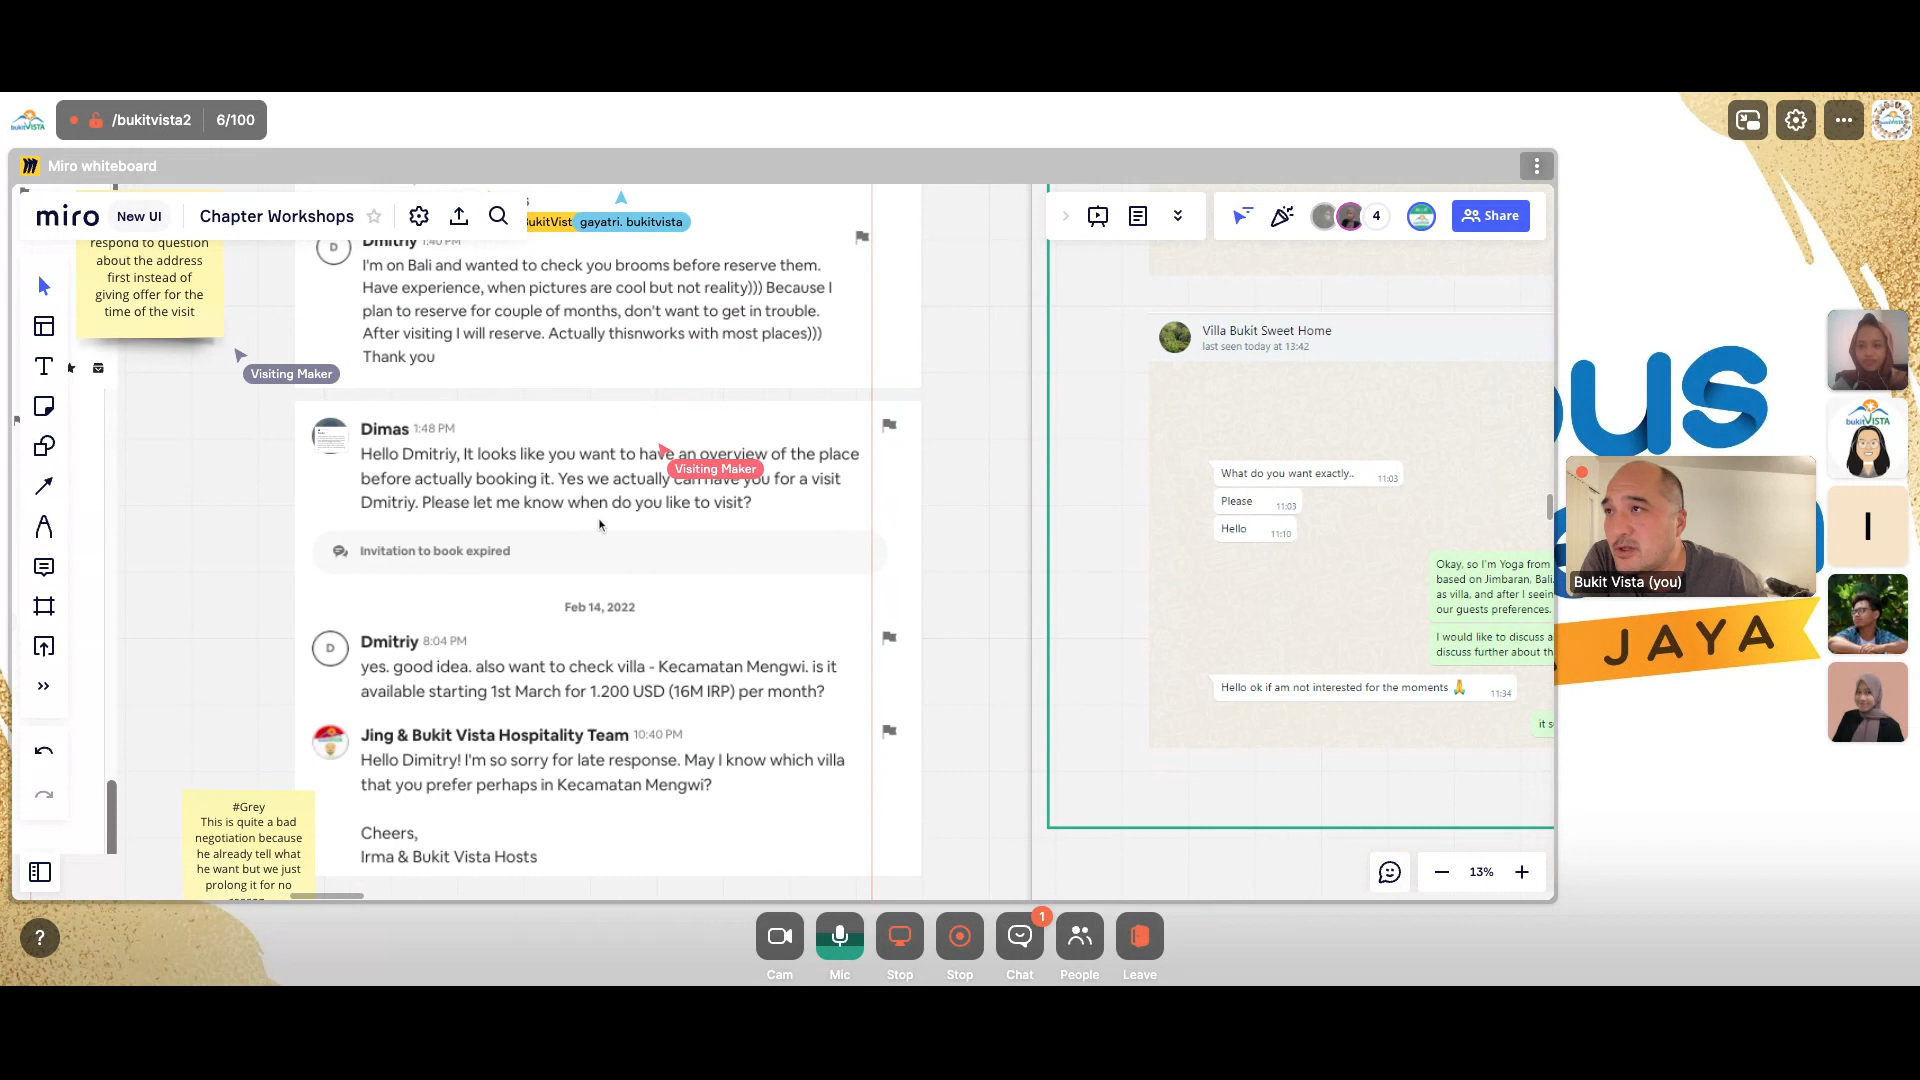 /bukitvista2 6/100
Miro whiteboard
miro New UI Chapter Workshops
gayatri. bukitvista
4 Share
respond to question
about the address
first instead of
giving offer for the
time of the visit
Visiting Maker
Dmitriy 1:40 PM
I'm on Bali and wanted to check you brooms before reserve them.
Have experience, when pictures are cool but not reality))) Because I
plan to reserve for couple of months, don't want to get in trouble.
After visiting I will reserve. Actually thisnworks with most places)))
Thank you
Dimas 1:48 PM
Hello Dmitriy, It looks like you want to have an overview of the place
before actually booking it. Yes we actually can have you for a visit
Dmitriy. Please let me know when do you like to visit?
Visiting Maker
Invitation to book expired
Feb 14, 2022
D
Dmitriy 8:04 PM
yes. good idea. also want to check villa - Kecamatan Mengwi. is it
available starting 1st March for 1.200 USD (16M IRP) per month?
Jing & Bukit Vista Hospitality Team 10:40 PM
Hello Dimitry! I'm so sorry for late response. May I know which villa
that you prefer perhaps in Kecamatan Mengwi?
Cheers,
Irma & Bukit Vista Hosts
#Grey
This is quite a bad
negotiation because
he already tell what
he want but we just
prolong it for no
Villa Bukit Sweet Home
last seen today at 13:42
What do you want exactly.. 11:03
Please 11:03
Hello 11:10
Okay, so I'm Yoga from
based on Jimbaran, Bali
as villa, and after I seein
our guests preferences.
I would like to discuss a
discuss further about th
Hello ok if am not interested for the moments 🙏 11:34
it s
13%
Bukit Vista (you)
I
JAYA
1
Cam Mic Stop Stop Chat People Leave
?